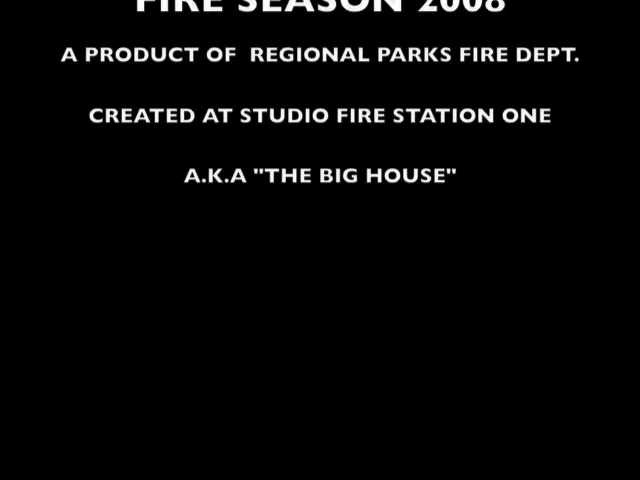 FIRE SEASON 2008
A PRODUCT OF REGIONAL PARKS FIRE DEPT.
CREATED AT STUDIO FIRE STATION ONE
A.K.A "THE BIG HOUSE"